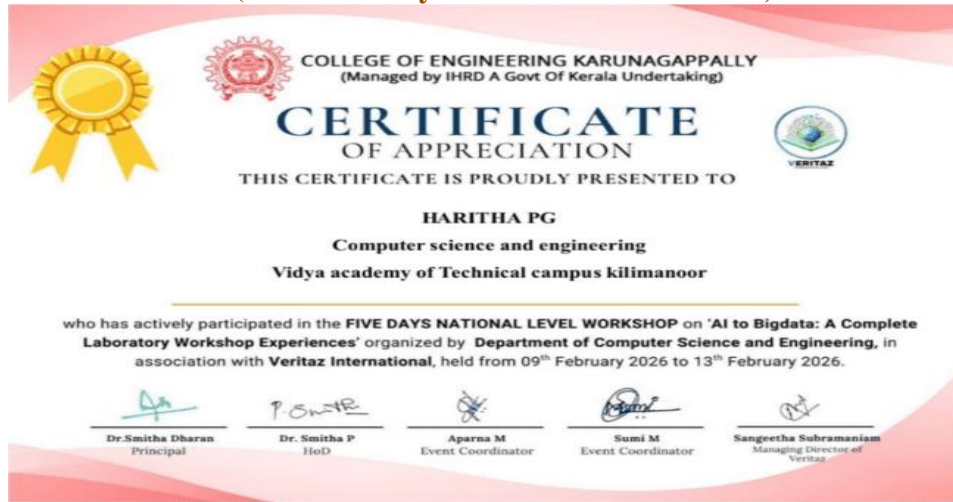 COLLEGE OF ENGINEERING KARUNAGAPPALLY
(Managed by IHRD A Govt Of Kerala Undertaking)
CERTIFICATE
OF APPRECIATION
VERITAZ
THIS CERTIFICATE IS PROUDLY PRESENTED TO
HARITHA PG
Computer science and engineering
Vidya academy of Technical campus kilimanoor
who has actively participated in the FIVE DAYS NATIONAL LEVEL WORKSHOP on 'AI to Bigdata: A Complete
Laboratory Workshop Experiences' organized by Department of Computer Science and Engineering, in
association with Veritaz International, held from 09th February 2026 to 13th February 2026.
P. Smitha
Dr.Smitha Dharan
Principal
Dr. Smitha P
HoD
Aparna M
Event Coordinator
Sumi M
Event Coordinator
Sangeetha Subramaniam
Managing Director of
Veritaz